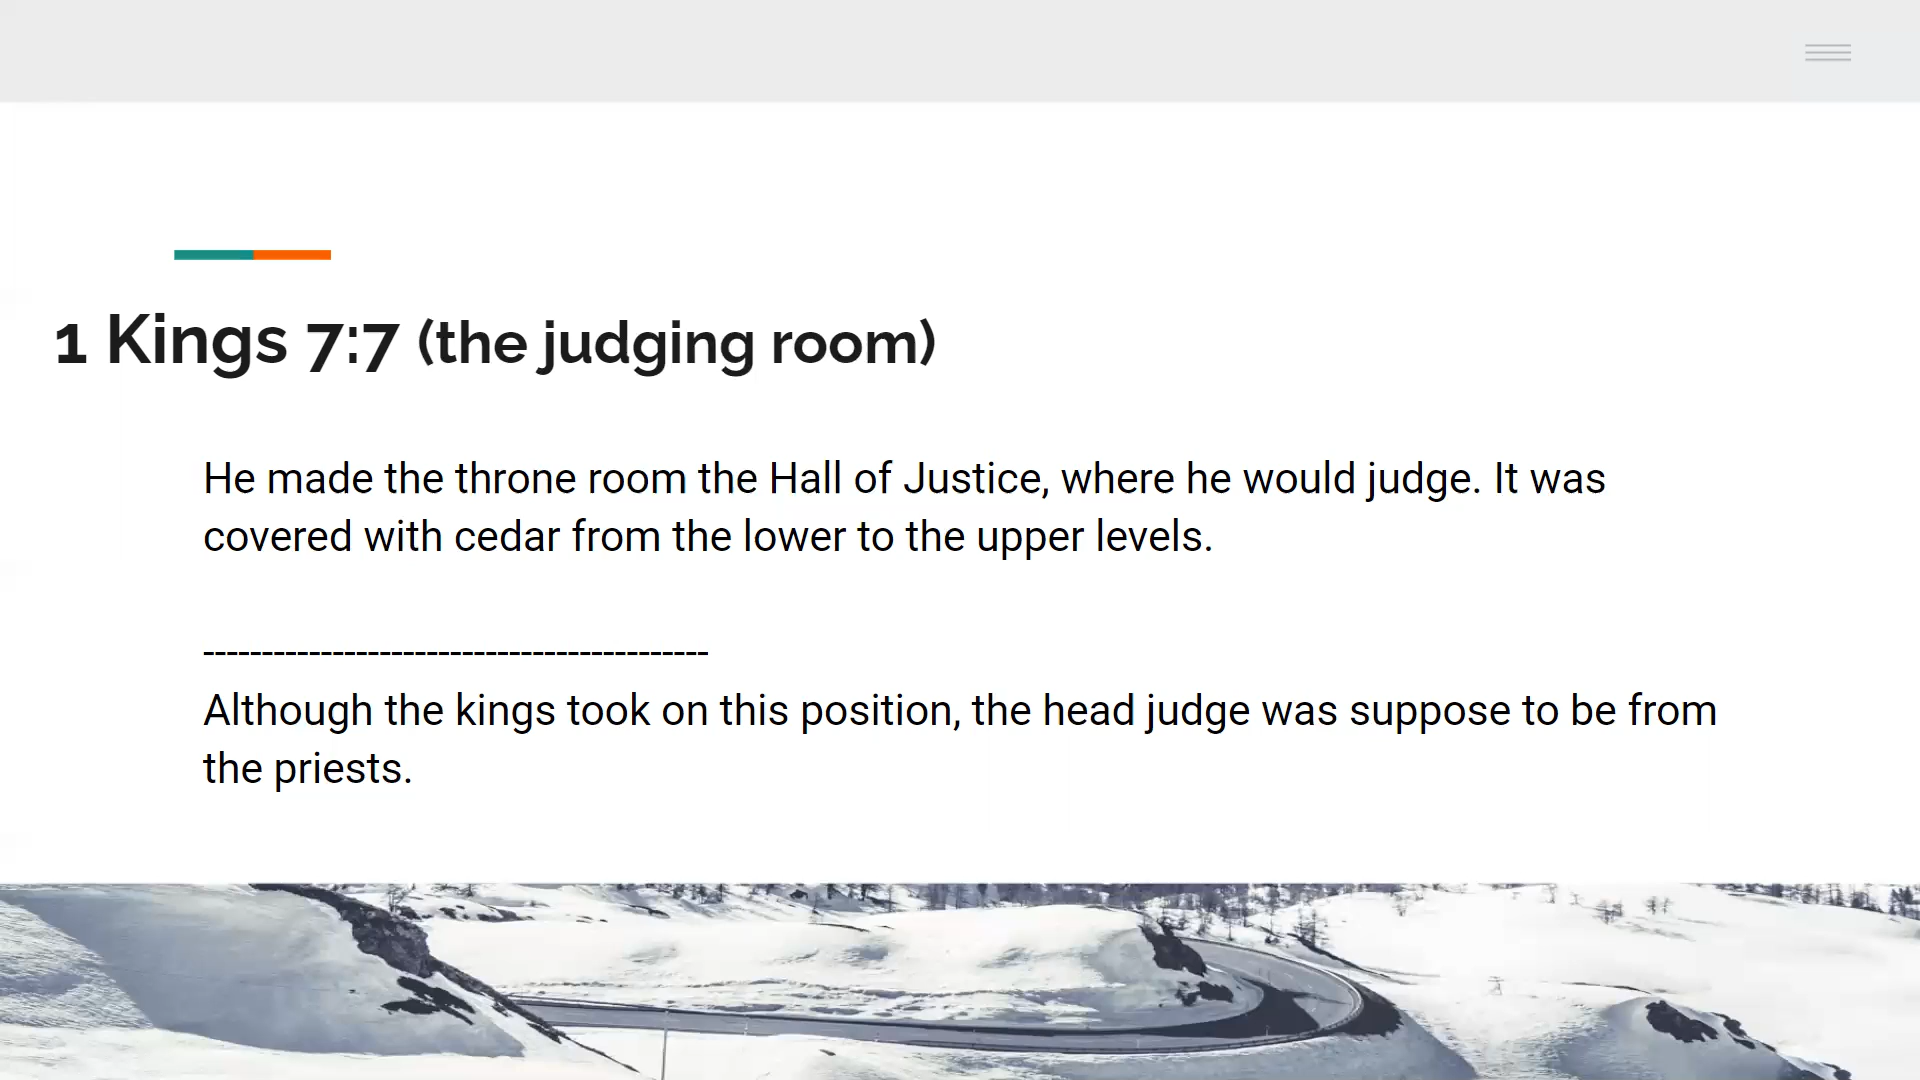 1 Kings 7:7 (the judging room)
He made the throne room the Hall of Justice, where he would judge. It was
covered with cedar from the lower to the upper levels.
-------------------------------------------
Although the kings took on this position, the head judge was suppose to be from
the priests.